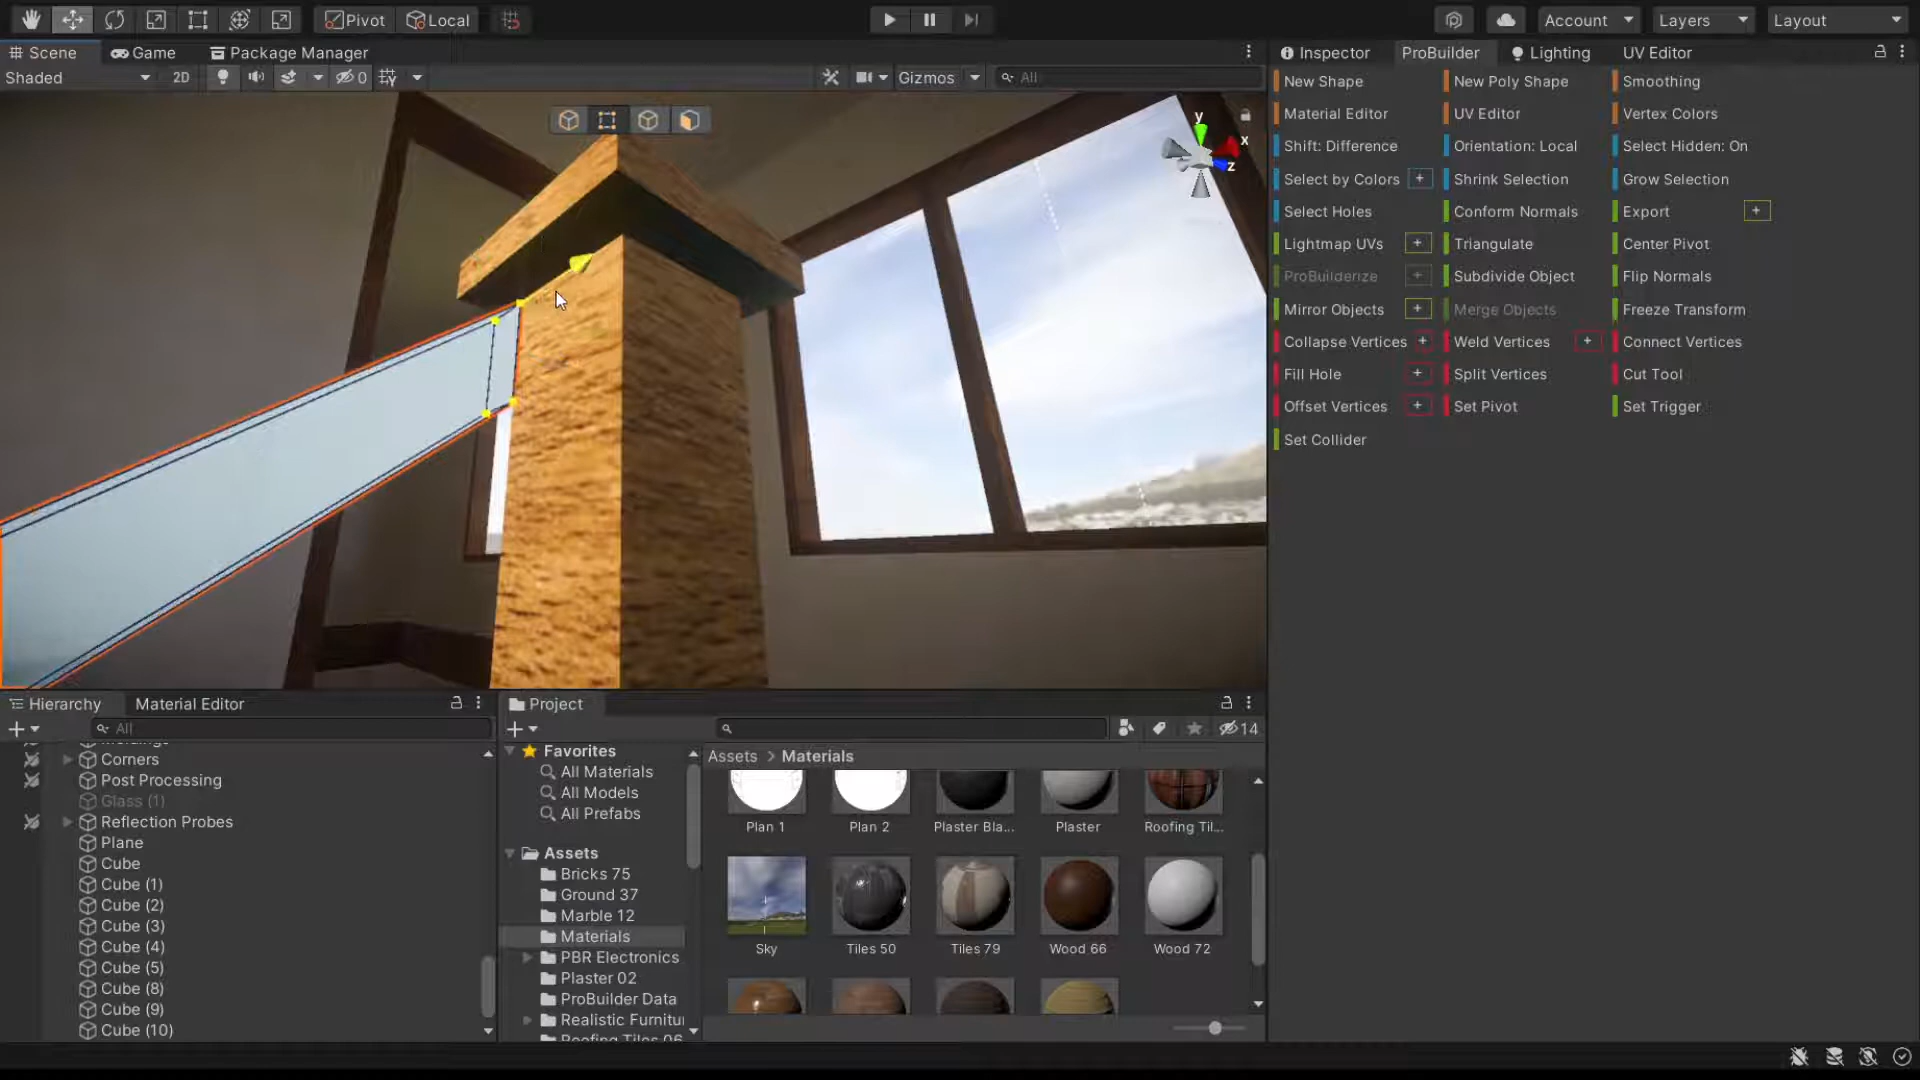 Pivot Local Account Layers Layout
Scene Game Package Manager Inspector ProBuilder Lighting UV Editor
Shaded 2D 0 Gizmos All
y
x
z
New Shape New Poly Shape Smoothing
Material Editor UV Editor Vertex Colors
Shift: Difference Orientation: Local Select Hidden: On
Select by Colors + Shrink Selection Grow Selection
Select Holes Conform Normals Export +
Lightmap UVs + Triangulate Center Pivot
ProBuilderize + Subdivide Object Flip Normals
Mirror Objects + Merge Objects Freeze Transform
Collapse Vertices + Weld Vertices + Connect Vertices
Fill Hole + Split Vertices Cut Tool
Offset Vertices + Set Pivot Set Trigger
Set Collider
Hierarchy Material Editor
All
Corners
Post Processing
Glass (1)
Reflection Probes
Plane
Cube
Cube (1)
Cube (2)
Cube (3)
Cube (4)
Cube (5)
Cube (8)
Cube (9)
Cube (10)
Project
14
Favorites
All Materials
All Models
All Prefabs
Assets
Bricks 75
Ground 37
Marble 12
Materials
PBR Electronics
Plaster 02
ProBuilder Data
Realistic Furnitu
Roofing Tiles 06
Assets > Materials
Plan 1 Plan 2 Plaster Bla... Plaster Roofing Til...
Sky Tiles 50 Tiles 79 Wood 66 Wood 72